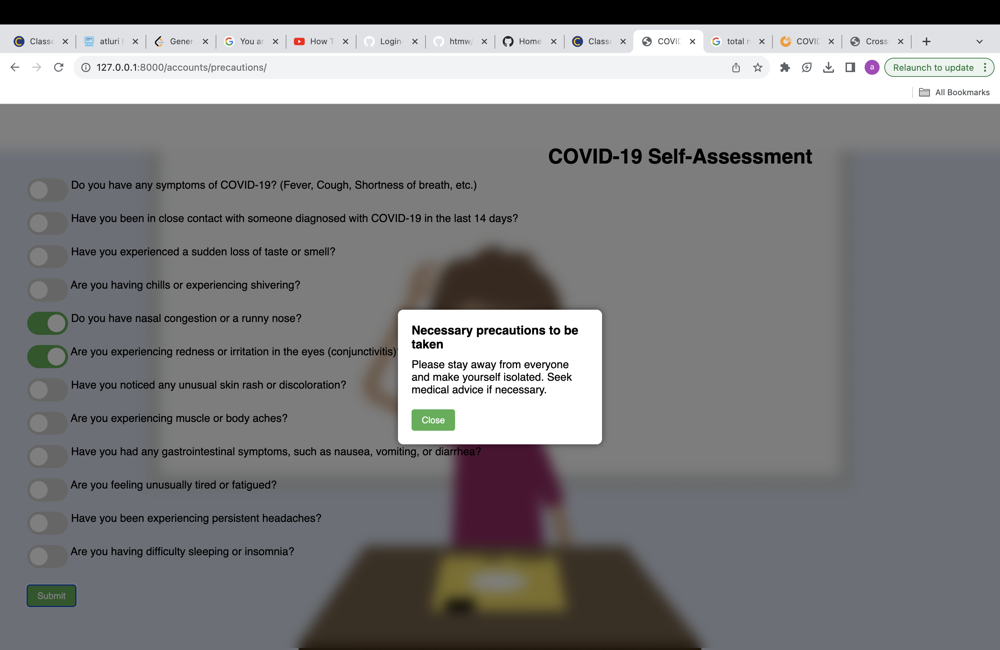 Classe
atluri
Gener
You ar
How T
Login-
htmw/
Home
Classe
COVID
total n
COVID
Cross
127.0.0.1:8000/accounts/precautions/
a
Relaunch to update
All Bookmarks
COVID-19 Self-Assessment
Do you have any symptoms of COVID-19? (Fever, Cough, Shortness of breath, etc.)
Have you been in close contact with someone diagnosed with COVID-19 in the last 14 days?
Have you experienced a sudden loss of taste or smell?
Are you having chills or experiencing shivering?
Do you have nasal congestion or a runny nose?
Are you experiencing redness or irritation in the eyes (conjunctivitis)?
Have you noticed any unusual skin rash or discoloration?
Are you experiencing muscle or body aches?
Have you had any gastrointestinal symptoms, such as nausea, vomiting, or diarrhea?
Are you feeling unusually tired or fatigued?
Have you been experiencing persistent headaches?
Are you having difficulty sleeping or insomnia?
Submit
Necessary precautions to be
taken
Please stay away from everyone
and make yourself isolated. Seek
medical advice if necessary.
Close